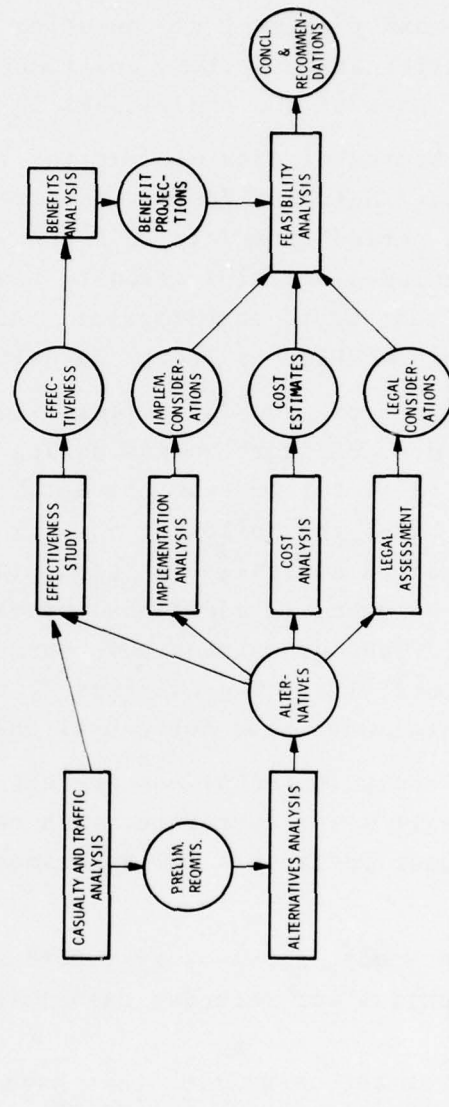 CASUALTY AND TRAFFIC
ANALYSIS
PRELIM.
REQMTS.
ALTERNATIVES ANALYSIS
ALTER-
NATIVES
EFFECTIVENESS
STUDY
IMPLEMENTATION
ANALYSIS
COST
ANALYSIS
LEGAL
ASSESSMENT
EFFEC-
TIVENESS
IMPLEM.
CONSIDER-
ATIONS
COST
ESTIMATES
LEGAL
CONSIDER-
ATIONS
BENEFITS
ANALYSIS
BENEFIT
PROJEC-
TIONS
FEASIBILITY
ANALYSIS
CONCL.
&
RECOMMEN-
DATIONS